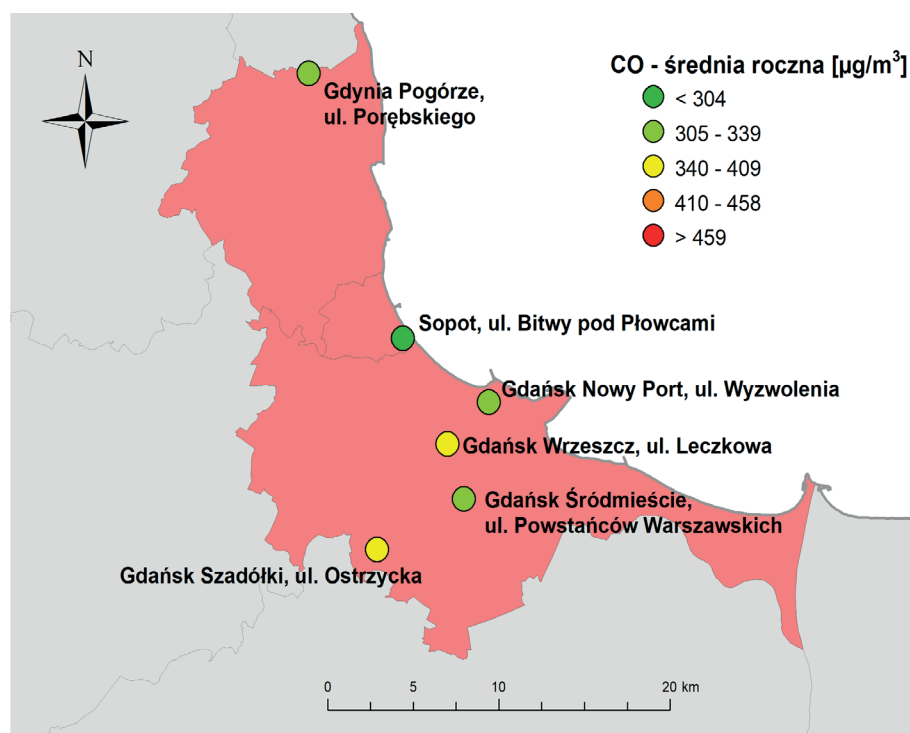 N
CO - średnia roczna [µg/m³]
< 304
305 - 339
340 - 409
410 - 458
> 459
Gdynia Pogórze,
ul. Porębskiego
Sopot, ul. Bitwy pod Płowcami
Gdańsk Nowy Port, ul. Wyzwolenia
Gdańsk Wrzeszcz, ul. Leczkowa
Gdańsk Śródmieście,
ul. Powstańców Warszawskich
Gdańsk Szadółki, ul. Ostrzycka
0 5 10 20 km